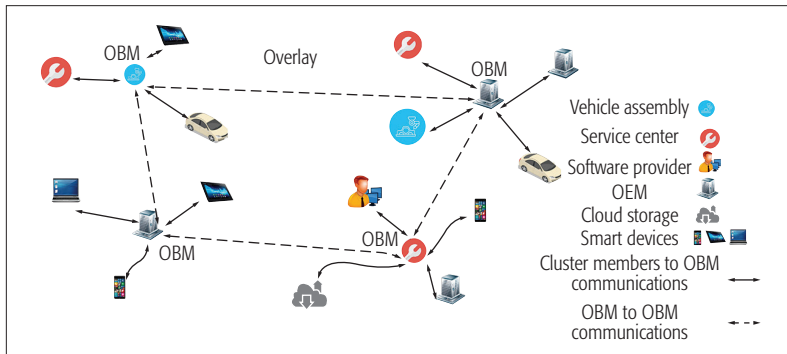 OBM
Overlay
OBM
OBM
OBM
Vehicle assembly
Service center
Software provider
OEM
Cloud storage
Smart devices
Cluster members to OBM
communications
OBM to OBM
communications